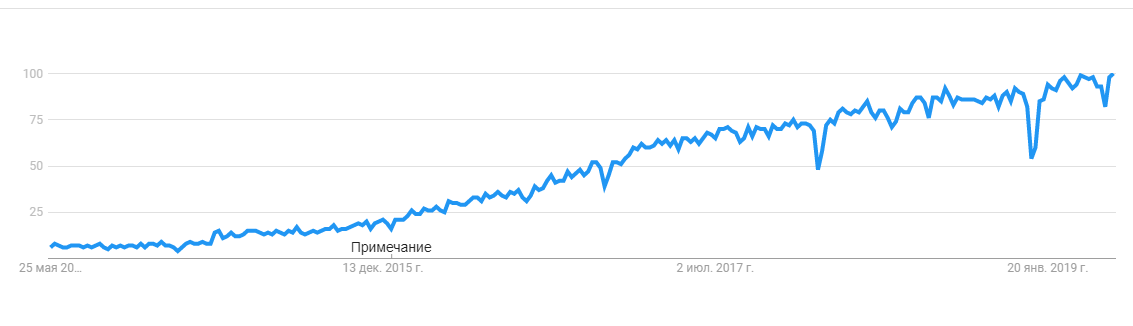 100
75
50
25
Примечание
25 мая 20...
13 дек. 2015 г.
2 июл. 2017 г.
20 янв. 2019 г.